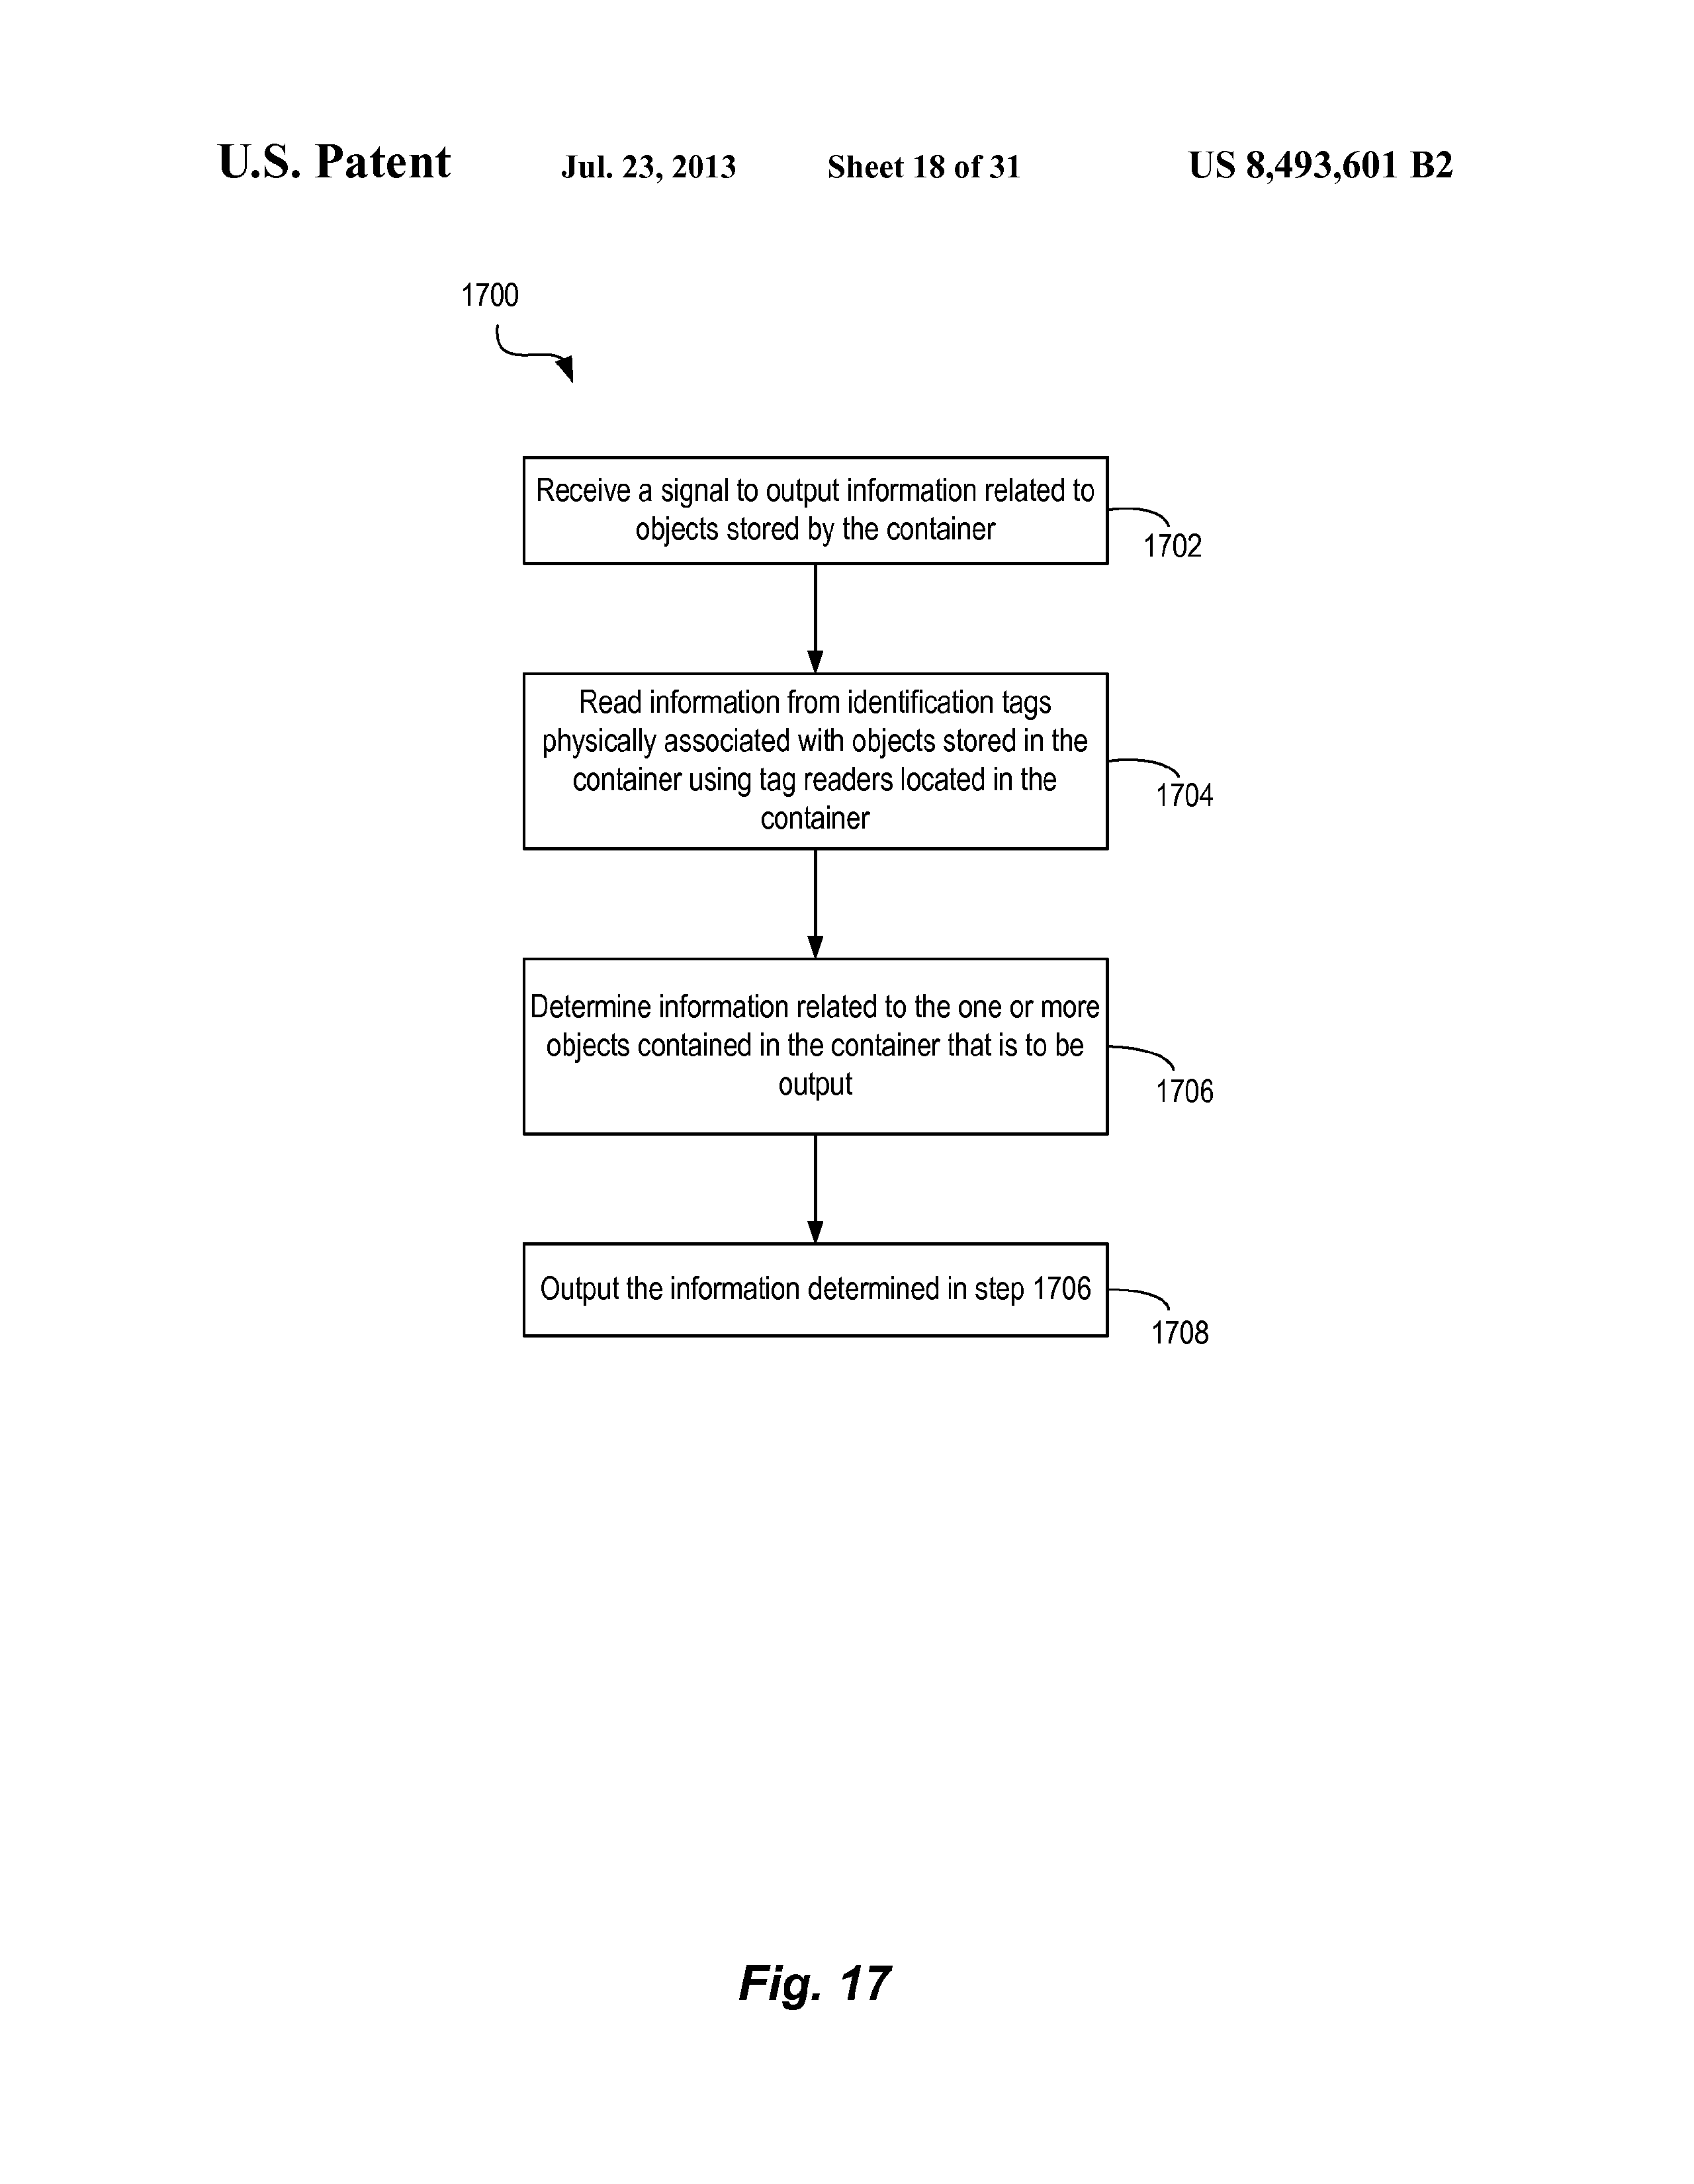 U.S. Patent Jul. 23, 2013 Sheet 18 of 31 US 8,493,601 B2
1700
Receive a signal to output information related to
objects stored by the container
1702
Read information from identification tags
physically associated with objects stored in the
container using tag readers located in the
container
1704
Determine information related to the one or more
objects contained in the container that is to be
output
1706
Output the information determined in step 1706
1708
Fig. 17